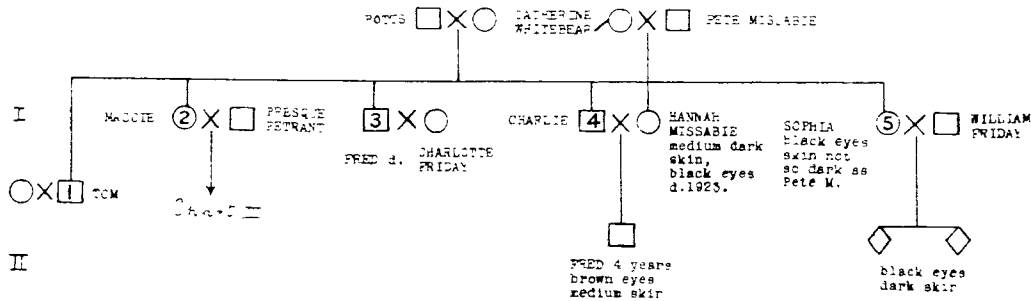 POTTS
CATHERINE
WHITEBEAR
PETE MISSABIE
I
MAGGIE
2
PRESQUE
PETRANT
3
FRED d.
CHARLOTTE
FRIDAY
CHARLIE
4
HANNAH
MISSABIE
medium dark
skin,
black eyes
d.1923.
SOPHIA
black eyes
skin not
so dark as
Pete M.
5
WILLIAM
FRIDAY
1
TOM
Chart III
II
FRED 4 years
brown eyes
medium skin
black eyes
dark skin